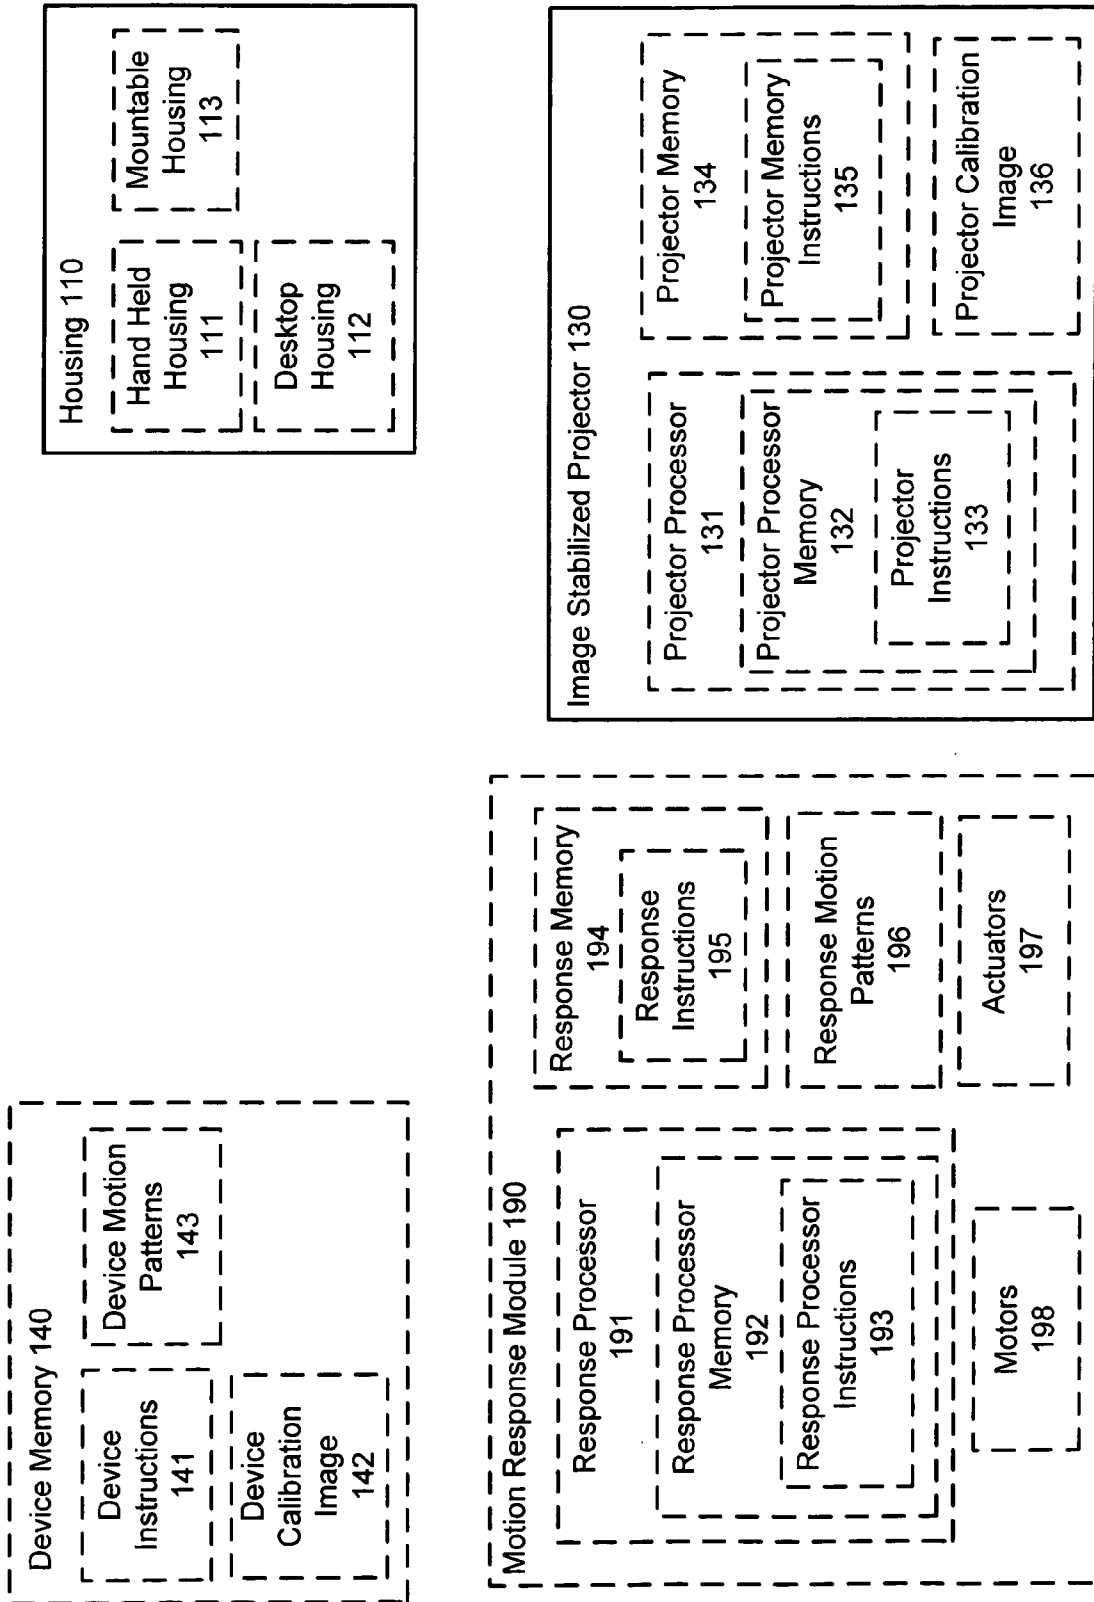 Device Memory 140
Device
Instructions
141
Device Motion
Patterns
143
Device
Calibration
Image
142
Housing 110
Hand Held
Housing
111
Mountable
Housing
113
Desktop
Housing
112
Motion Response Module 190
Response Processor
191
Response Processor
Memory
192
Response Processor
Instructions
193
Response Memory
194
Response
Instructions
195
Response Motion
Patterns
196
Motors
198
Actuators
197
Image Stabilized Projector 130
Projector Processor
131
Projector Processor
Memory
132
Projector
Instructions
133
Projector Memory
134
Projector Memory
Instructions
135
Projector Calibration
Image
136